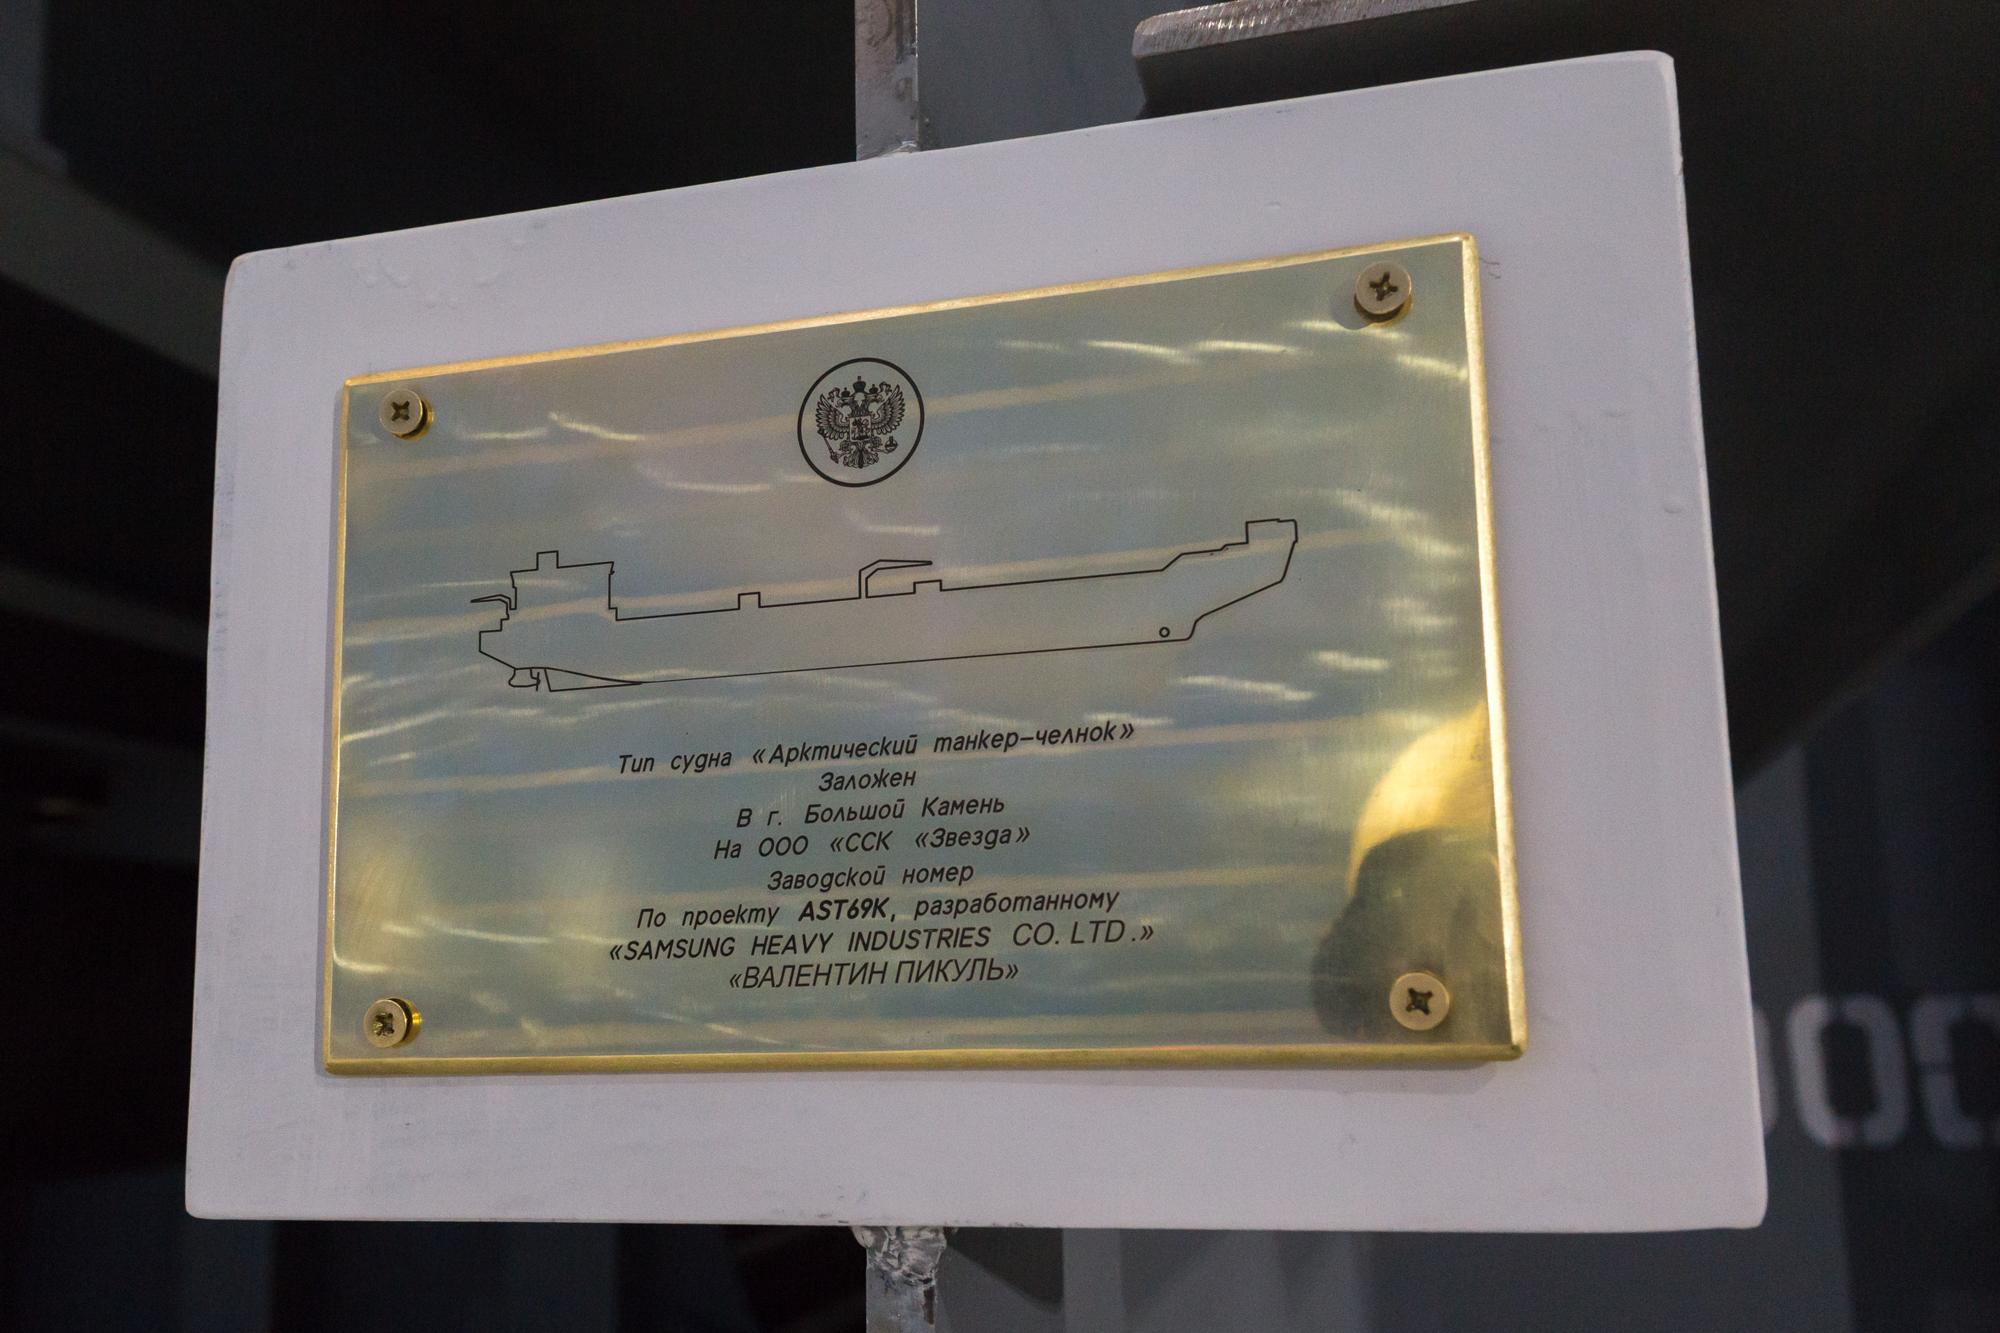 Тип судна «Арктический танкер-челнок»
Заложен
В г. Большой Камень
На ООО «ССК «Звезда»
Заводской номер
По проекту AST69K, разработанному
«SAMSUNG HEAVY INDUSTRIES CO. LTD.»
«ВАЛЕНТИН ПИКУЛЬ»